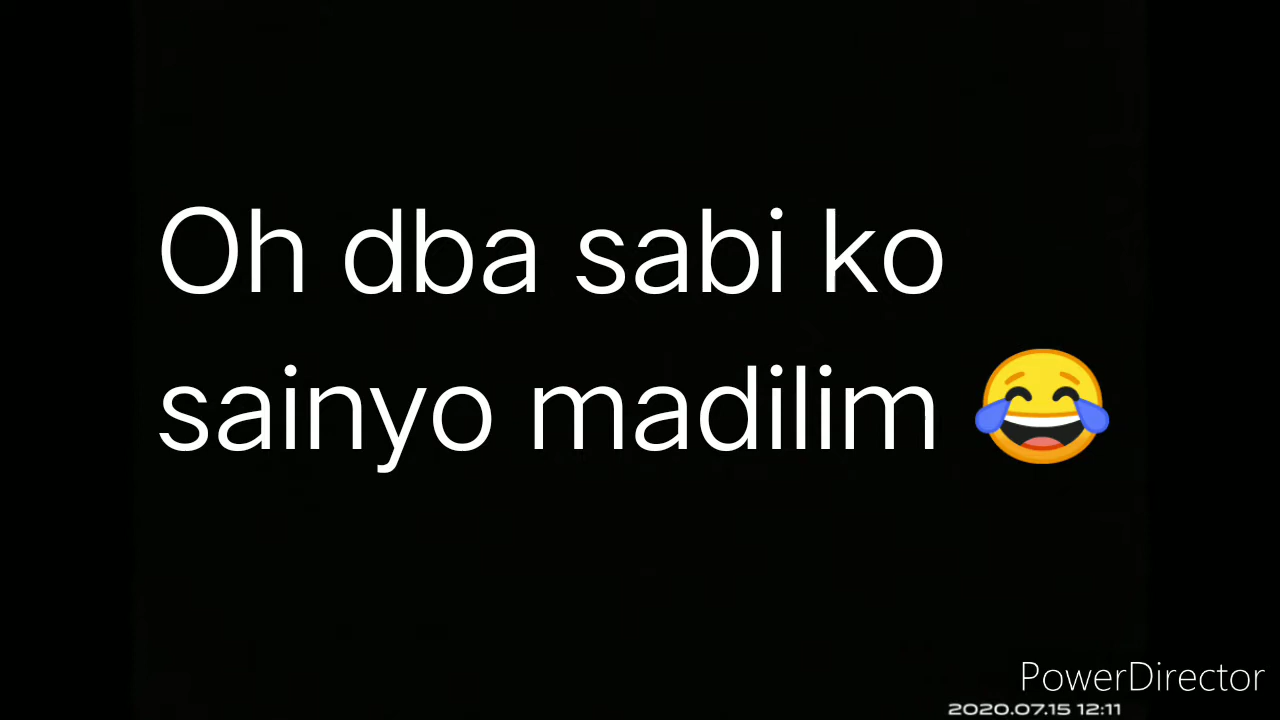 Oh dba sabi ko
sainyo madilim 😂
PowerDirector
2020.07.15 12:11